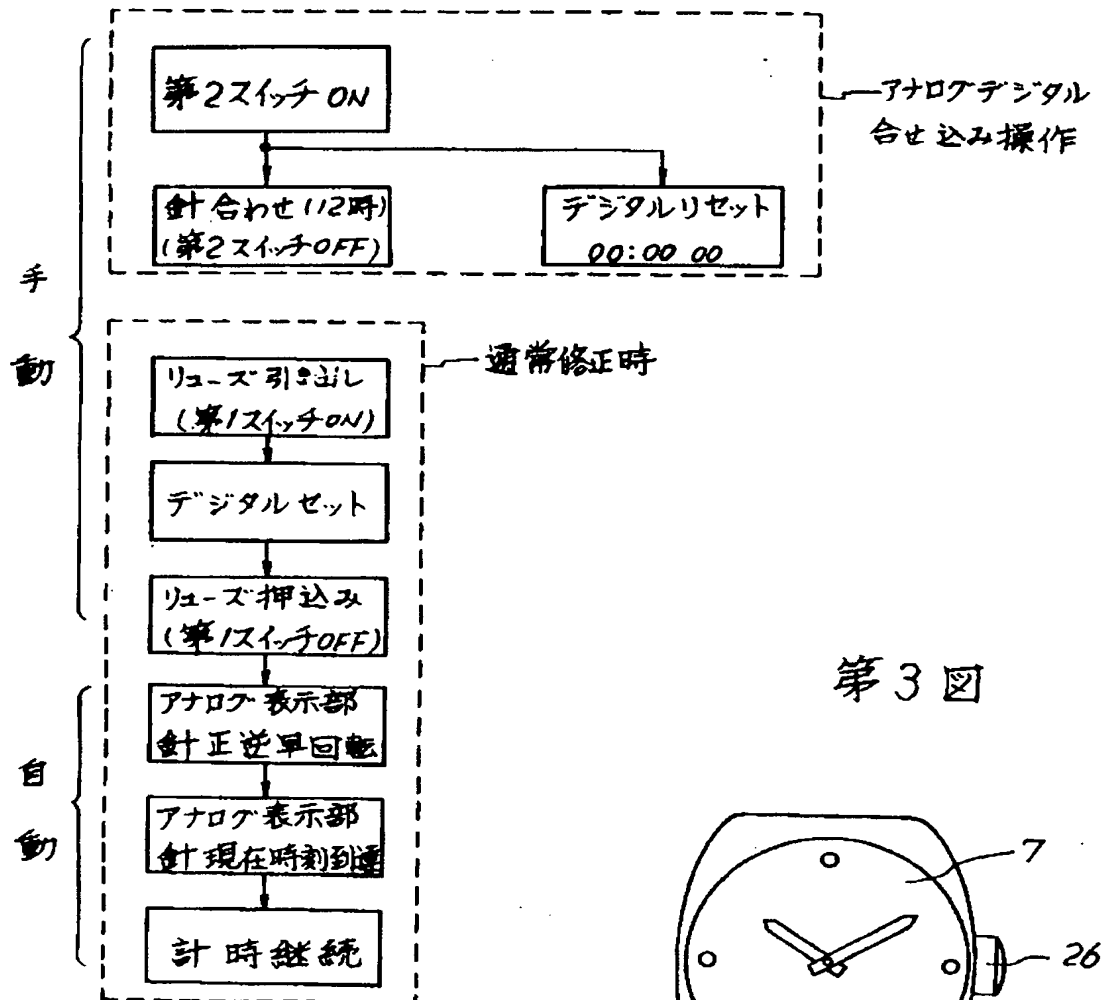 第2スイッチ ON
針合わせ(12時)
(第2スイッチOFF)
デジタルリセット
00:00 00
アナログデジタル
合せ込み操作
手
動
通常修正時
リューズ引き出し
(第1スイッチON)
デジタルセット
リューズ押込み
(第1スイッチOFF)
自
動
アナログ表示部
針正逆早回転
アナログ表示部
針現在時刻到達
計時継続
第3図
7
26